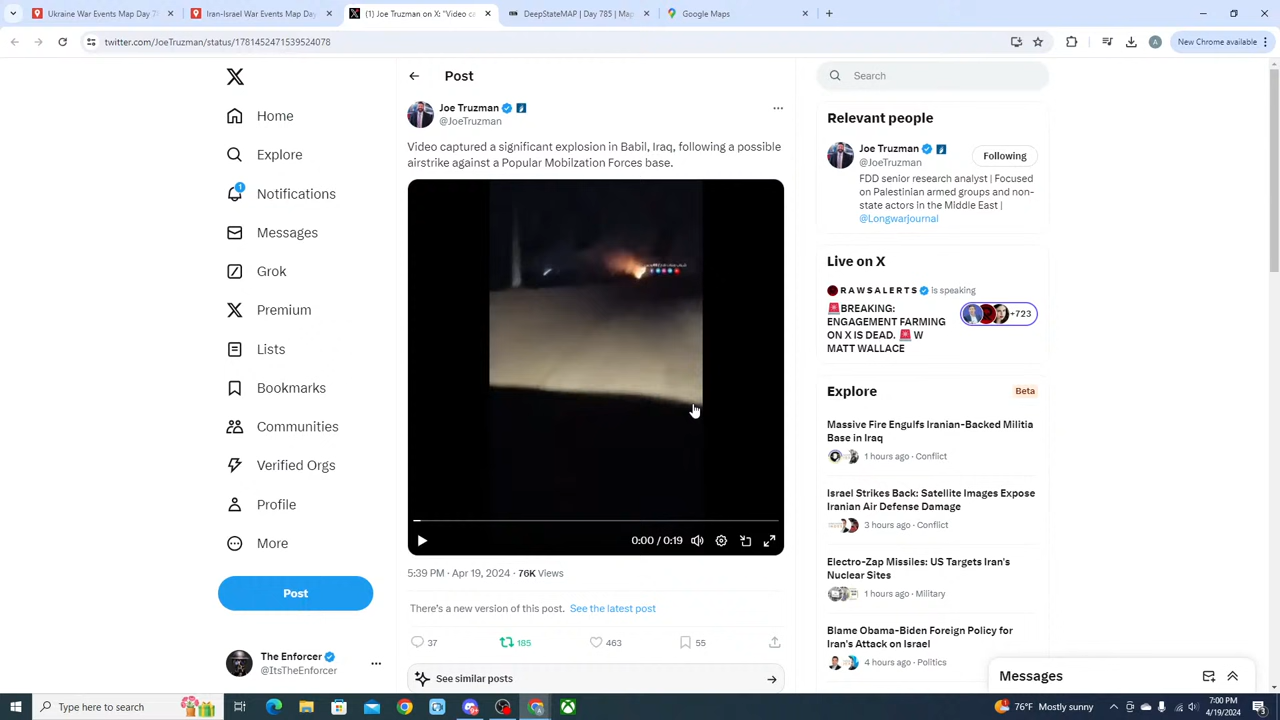 Ukraine War Events Map Day 78
Iran-Israel War Events Map Day
(1) Joe Truzman on X: "Video ca
DeepStateMAP | Day 785 | Map
Google Maps
twitter.com/JoeTruzman/status/1781452471539524078
New Chrome available
Post
Search
Joe Truzman
@JoeTruzman
Video captured a significant explosion in Babil, Iraq, following a possible
airstrike against a Popular Mobilzation Forces base.
0:00 / 0:19
5:39 PM · Apr 19, 2024 · 76K Views
There's a new version of this post. See the latest post
37
185
463
55
See similar posts
Home
Explore
1
Notifications
Messages
Grok
Premium
Lists
Bookmarks
Communities
Verified Orgs
Profile
More
Post
The Enforcer
@ItsTheEnforcer
Relevant people
Joe Truzman
@JoeTruzman
Following
FDD senior research analyst | Focused
on Palestinian armed groups and non-
state actors in the Middle East |
@Longwarjournal
Live on X
R A W S A L E R T S is speaking
🚨BREAKING:
ENGAGEMENT FARMING
ON X IS DEAD. 🚨 W
MATT WALLACE
+723
Explore
Beta
Massive Fire Engulfs Iranian-Backed Militia
Base in Iraq
1 hours ago · Conflict
Israel Strikes Back: Satellite Images Expose
Iranian Air Defense Damage
3 hours ago · Conflict
Electro-Zap Missiles: US Targets Iran's
Nuclear Sites
1 hours ago · Military
Blame Obama-Biden Foreign Policy for
Iran's Attack on Israel
4 hours ago · Politics
Messages
Type here to search
76°F Mostly sunny
7:00 PM
4/19/2024